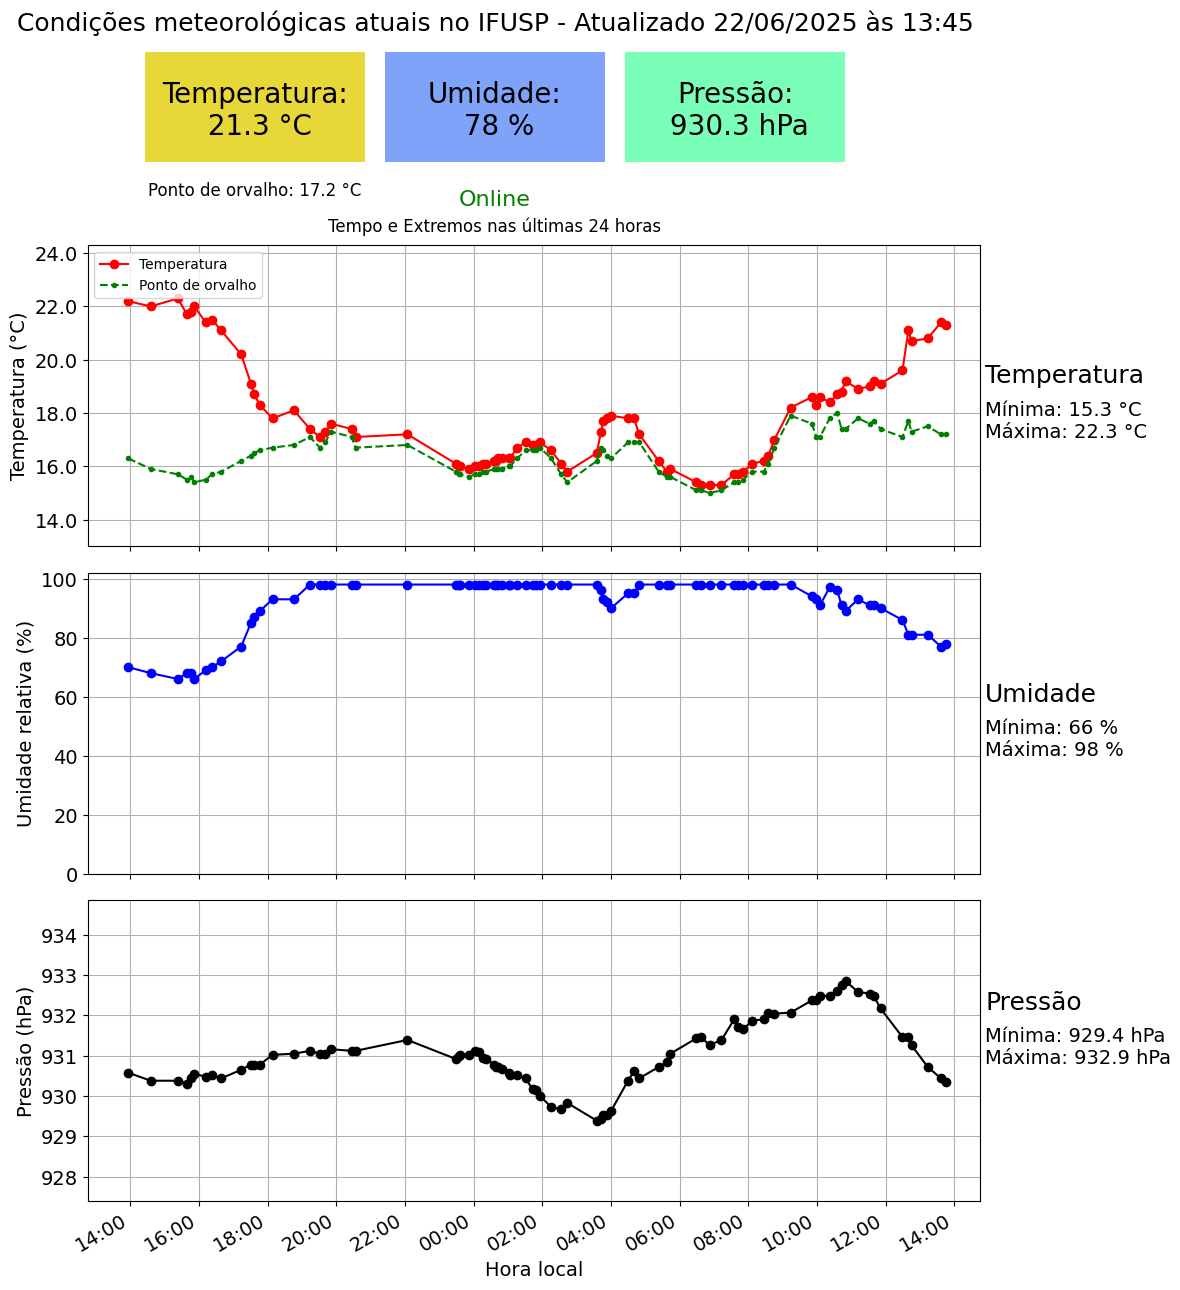 Condições meteorológicas atuais no IFUSP - Atualizado 22/06/2025 às 13:45
Temperatura:
21.3 °C
Umidade:
78 %
Pressão:
930.3 hPa
Ponto de orvalho: 17.2 °C
Online
Tempo e Extremos nas últimas 24 horas
Temperatura
Ponto de orvalho
24.0
22.0
20.0
18.0
16.0
14.0
Temperatura (°C)
Temperatura
Mínima: 15.3 °C
Máxima: 22.3 °C
100
80
60
40
20
0
Umidade relativa (%)
Umidade
Mínima: 66 %
Máxima: 98 %
934
933
932
931
930
929
928
Pressão (hPa)
Pressão
Mínima: 929.4 hPa
Máxima: 932.9 hPa
14:00 16:00 18:00 20:00 22:00 00:00 02:00 04:00 06:00 08:00 10:00 12:00 14:00
Hora local